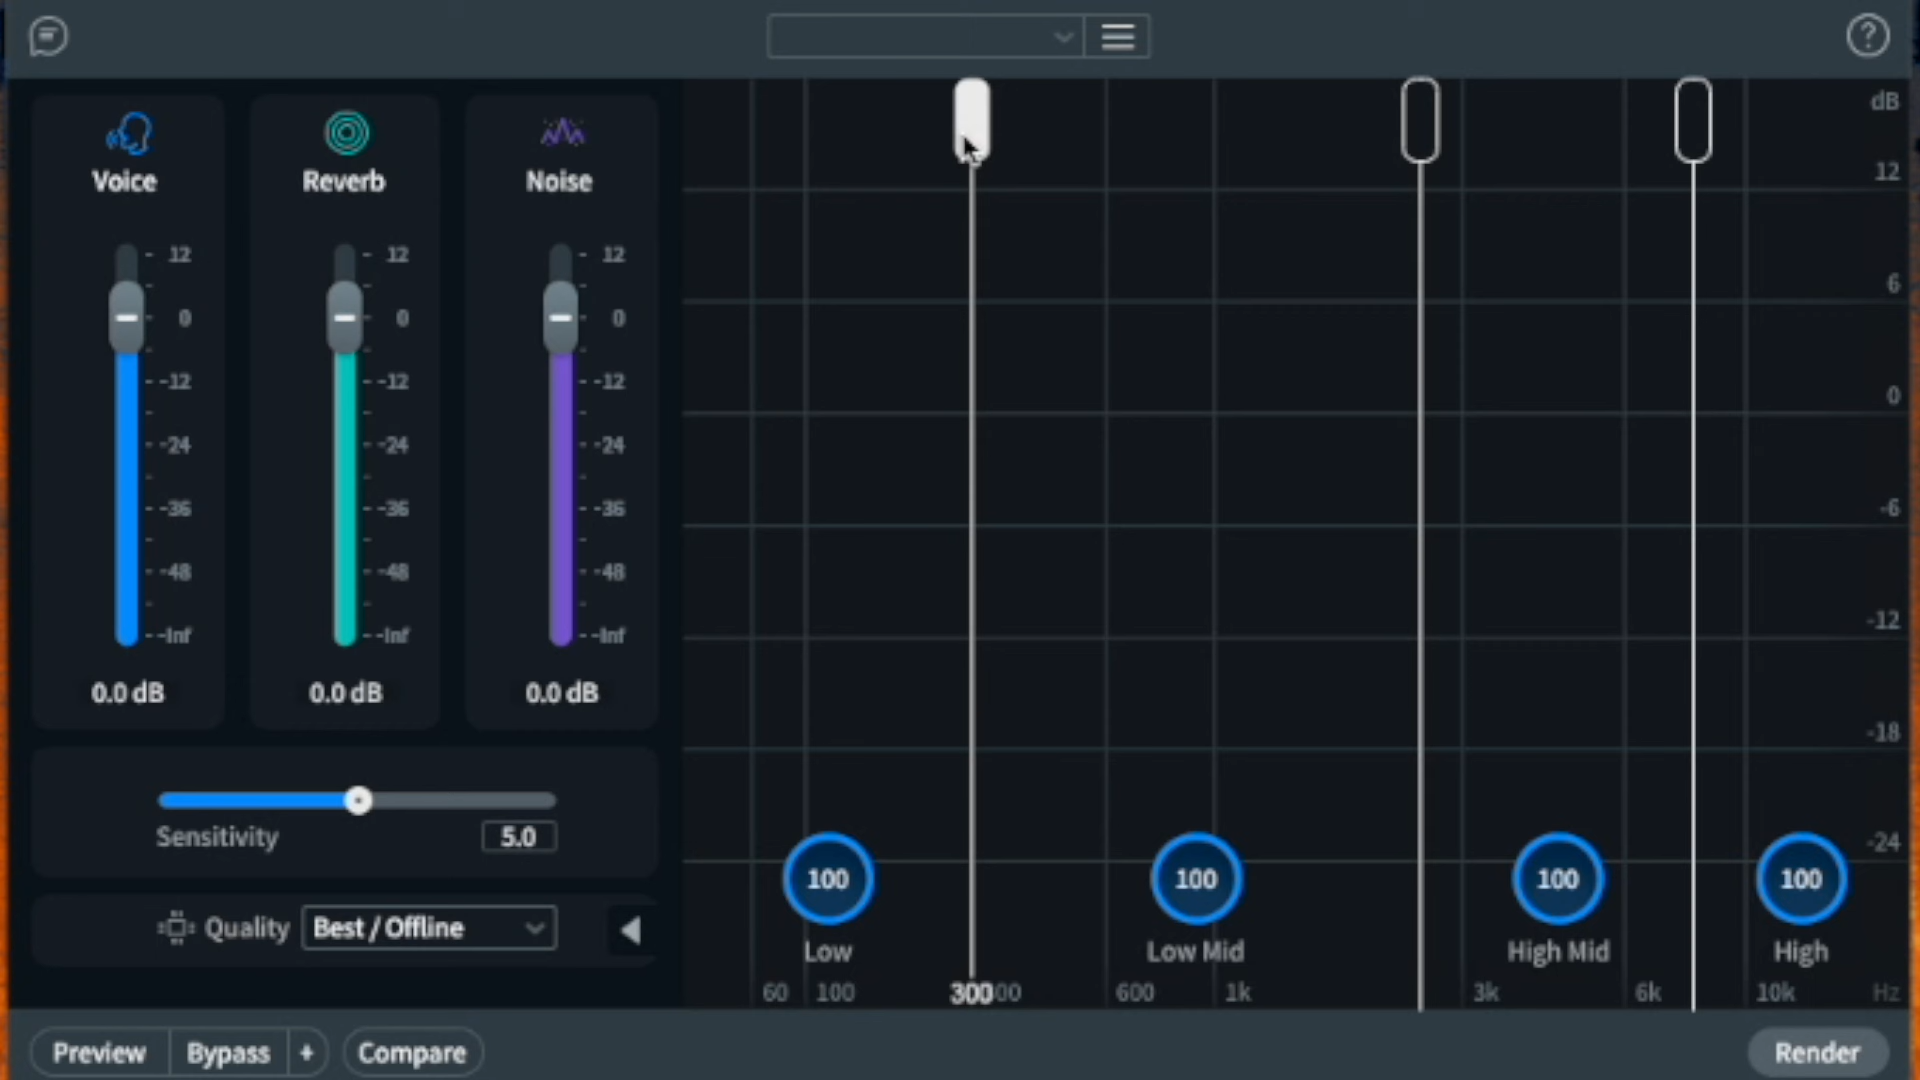 ?
Voice
Reverb
Noise
12
0
-12
-24
-36
-48
-Inf
0.0 dB
12
0
-12
-24
-36
-48
-Inf
0.0 dB
12
0
-12
-24
-36
-48
-Inf
0.0 dB
Sensitivity
5.0
Quality
Best / Offline
dB
12
6
0
-6
-12
-18
-24
100
Low
100
Low Mid
100
High Mid
100
High
60
100
300
00
600
1k
3k
6k
10k
Hz
Preview
Bypass
+
Compare
Render